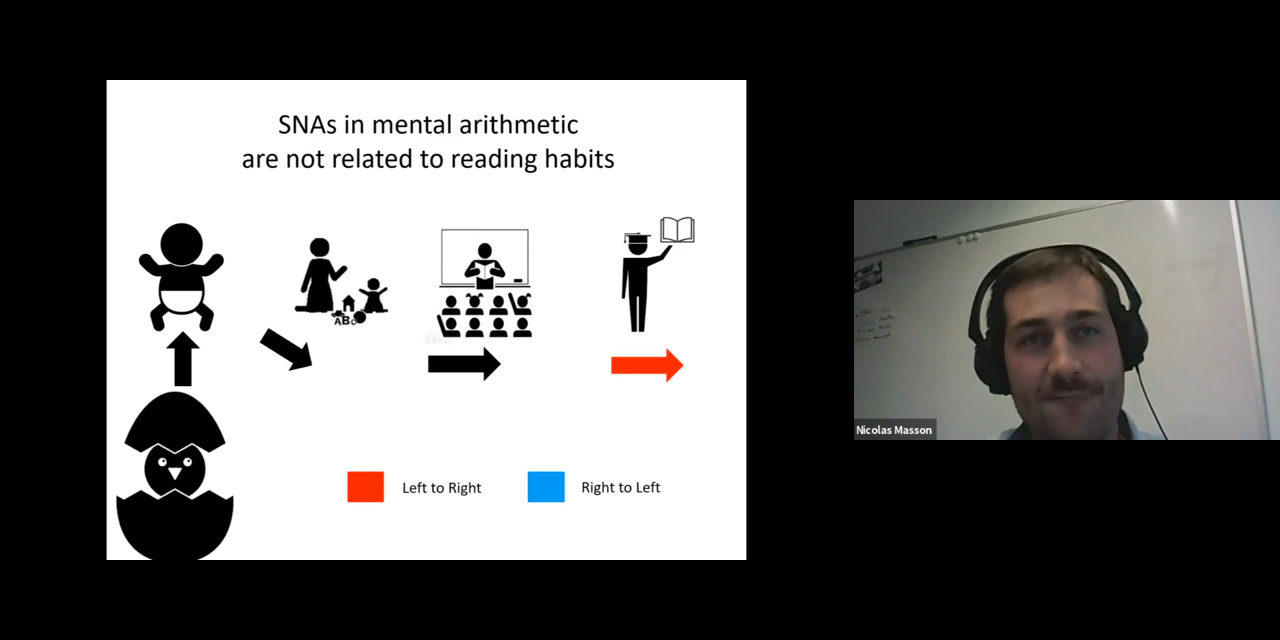 SNAs in mental arithmetic
are not related to reading habits
ABC
Left to Right
Right to Left
Nicolas Masson